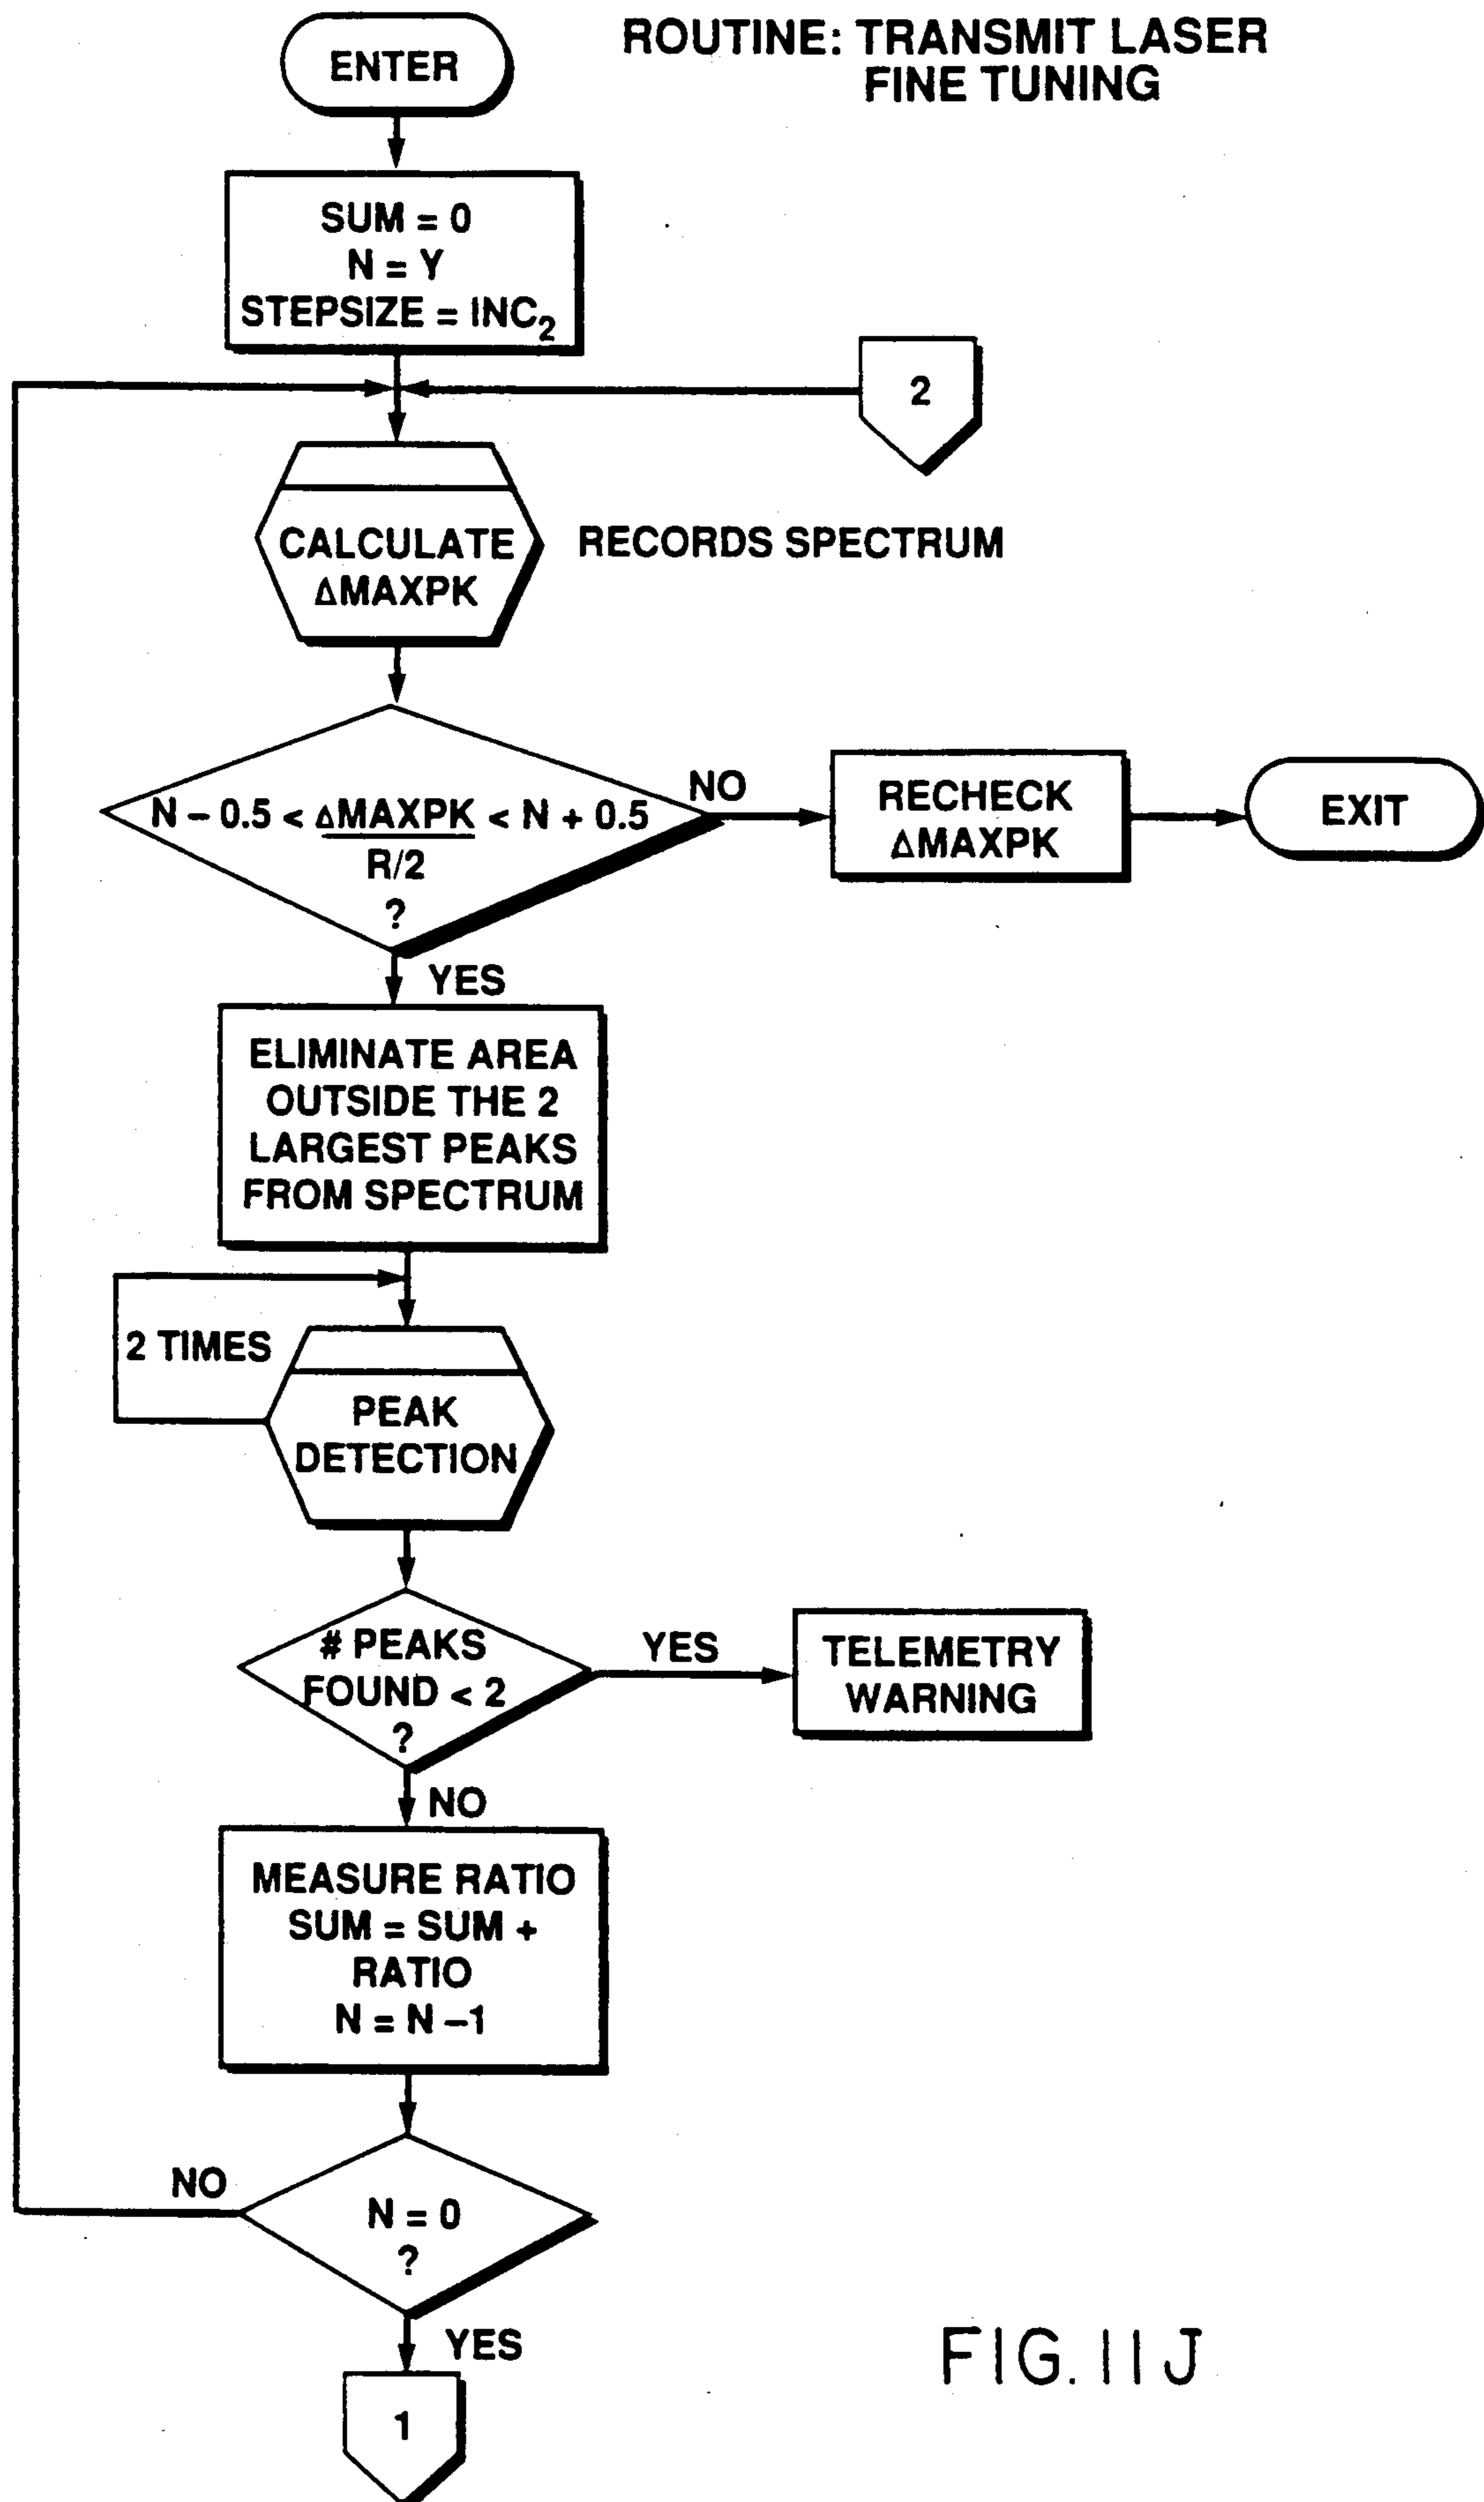 ROUTINE: TRANSMIT LASER
FINE TUNING
ENTER
SUM = 0
N = Y
STEPSIZE = INC₂
2
CALCULATE
ΔMAXPK
RECORDS SPECTRUM
N – 0.5 < ΔMAXPK < N + 0.5
R/2
?
NO
RECHECK
ΔMAXPK
EXIT
YES
ELIMINATE AREA
OUTSIDE THE 2
LARGEST PEAKS
FROM SPECTRUM
2 TIMES
PEAK
DETECTION
# PEAKS
FOUND < 2
?
YES
TELEMETRY
WARNING
NO
MEASURE RATIO
SUM = SUM +
RATIO
N = N –1
NO
N = 0
?
YES
1
FIG. 11J